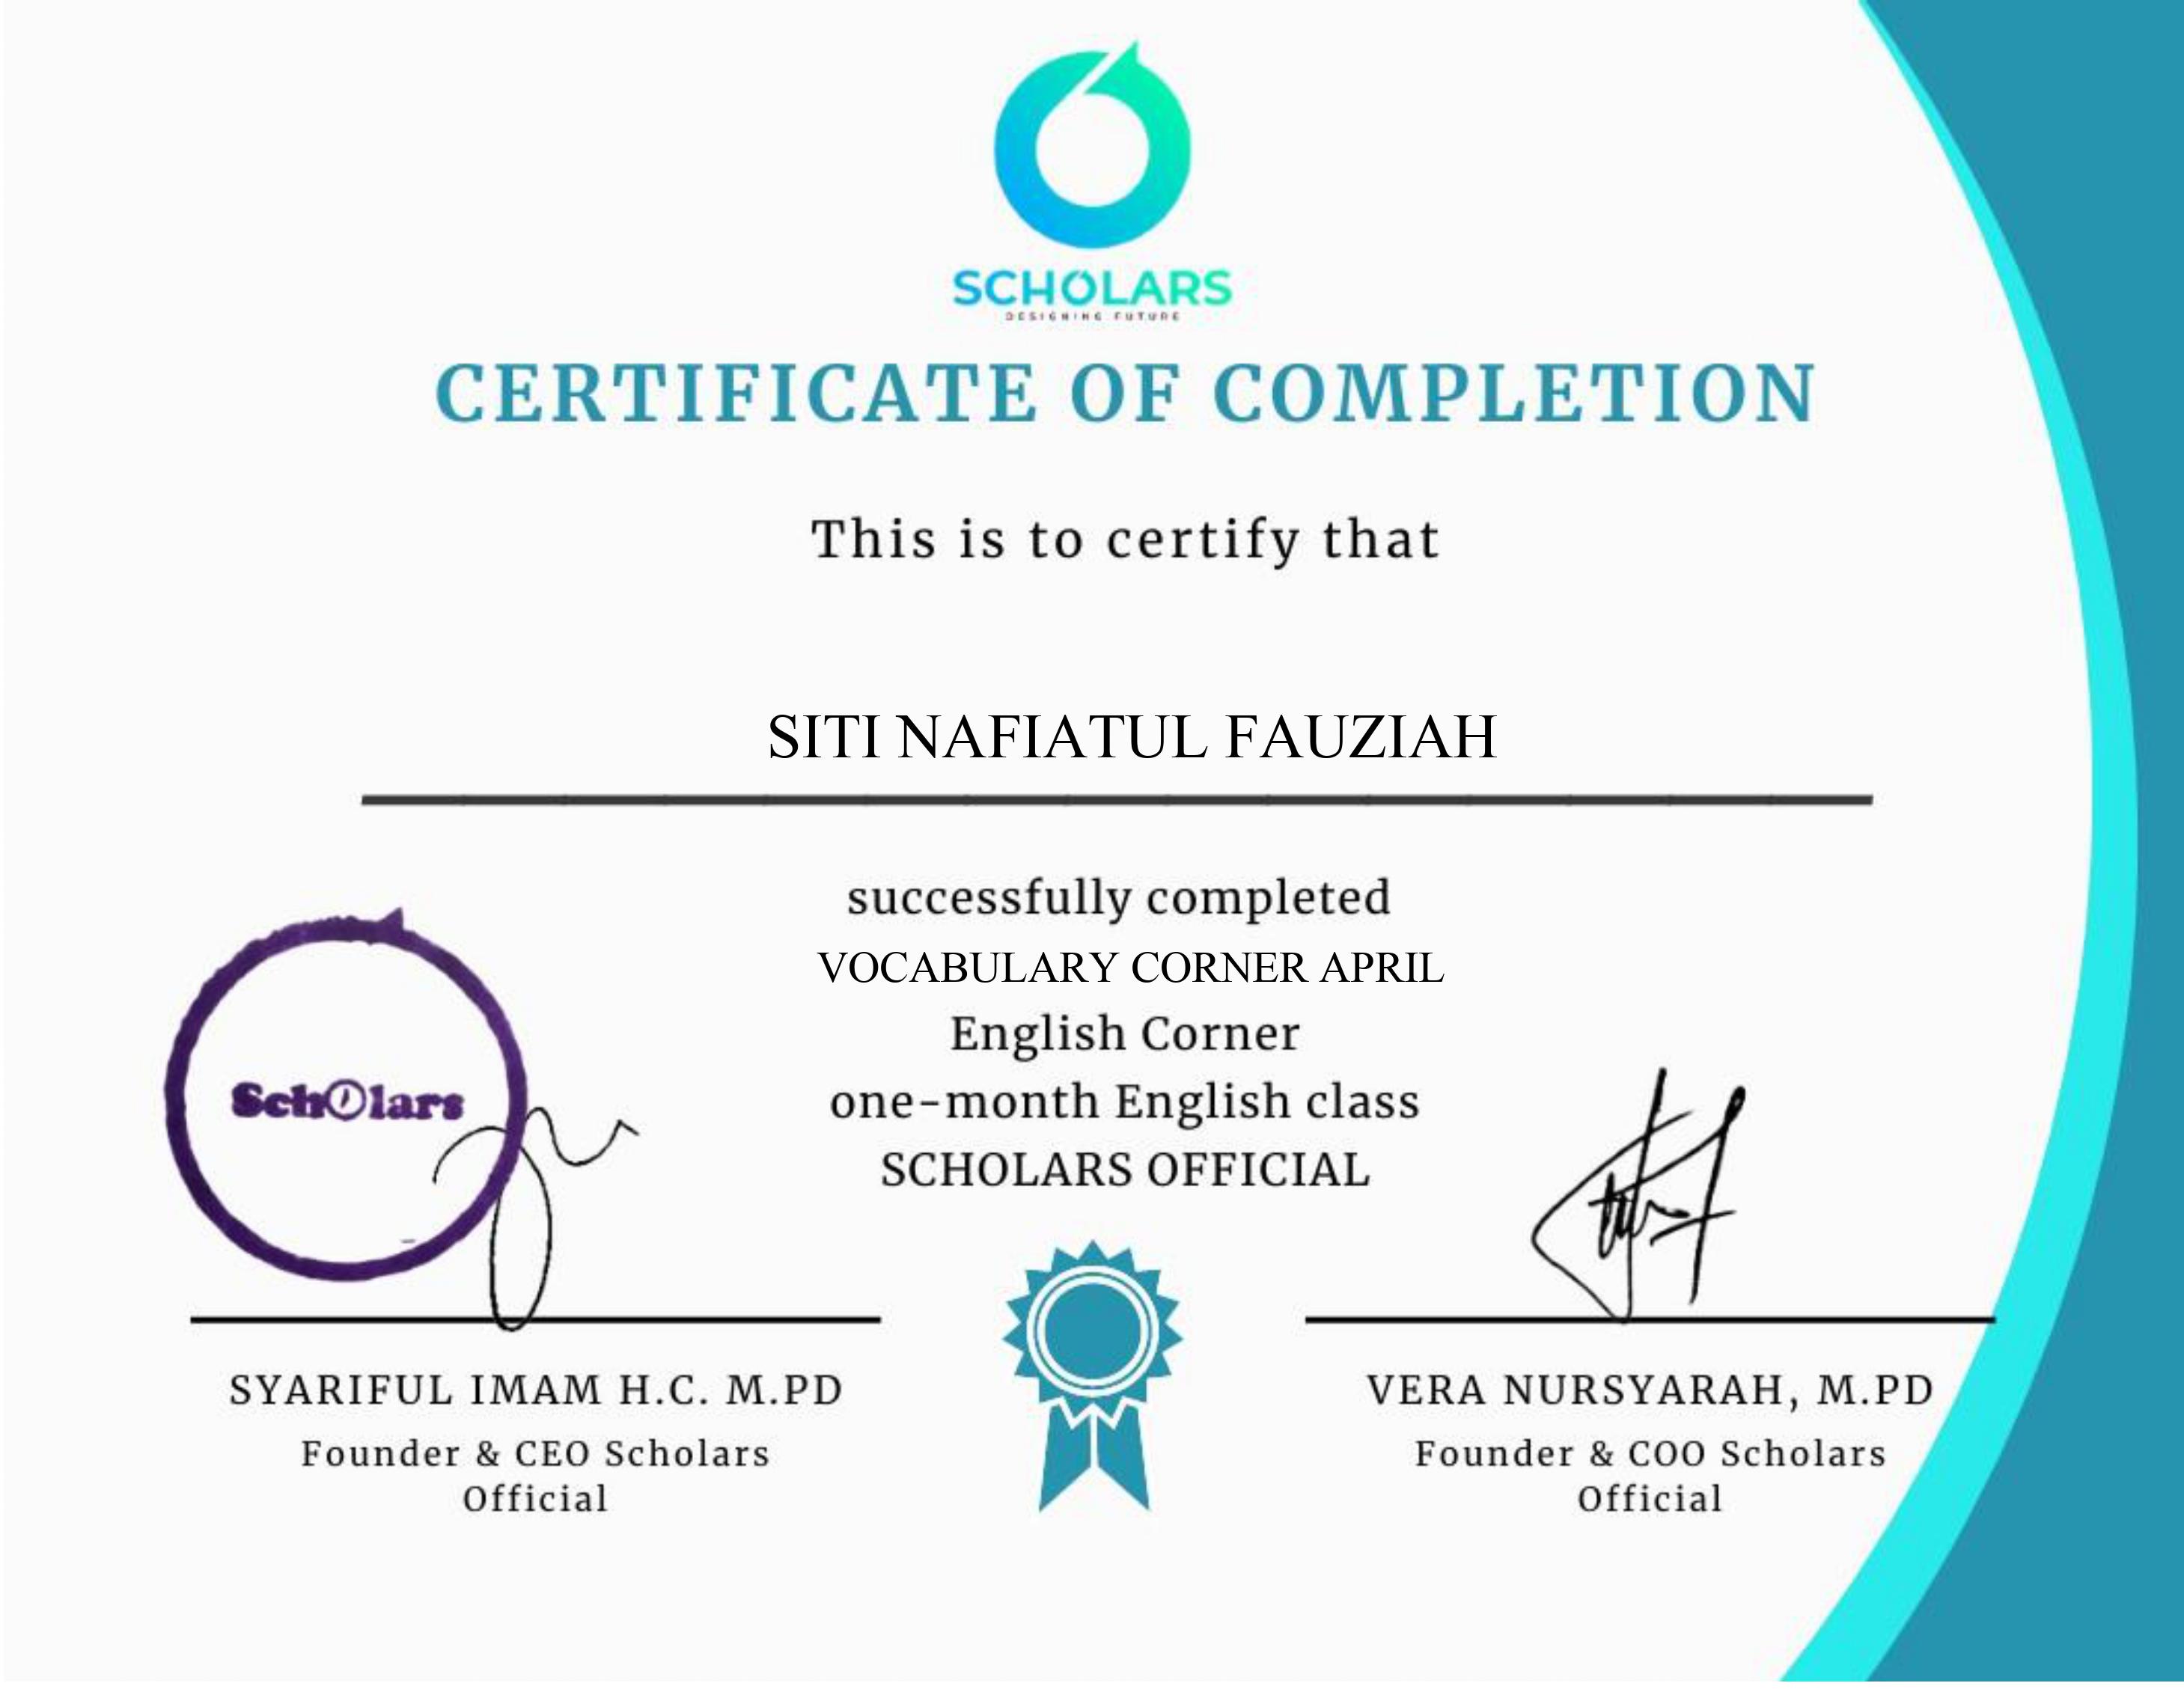 SCHOLARS
DESIGNING FUTURE
CERTIFICATE OF COMPLETION
This is to certify that
SITI NAFIATUL FAUZIAH
successfully completed
VOCABULARY CORNER APRIL
English Corner
one-month English class
SCHOLARS OFFICIAL
Scholars
SYARIFUL IMAM H.C. M.PD
Founder & CEO Scholars
Official
VERA NURSYARAH, M.PD
Founder & COO Scholars
Official